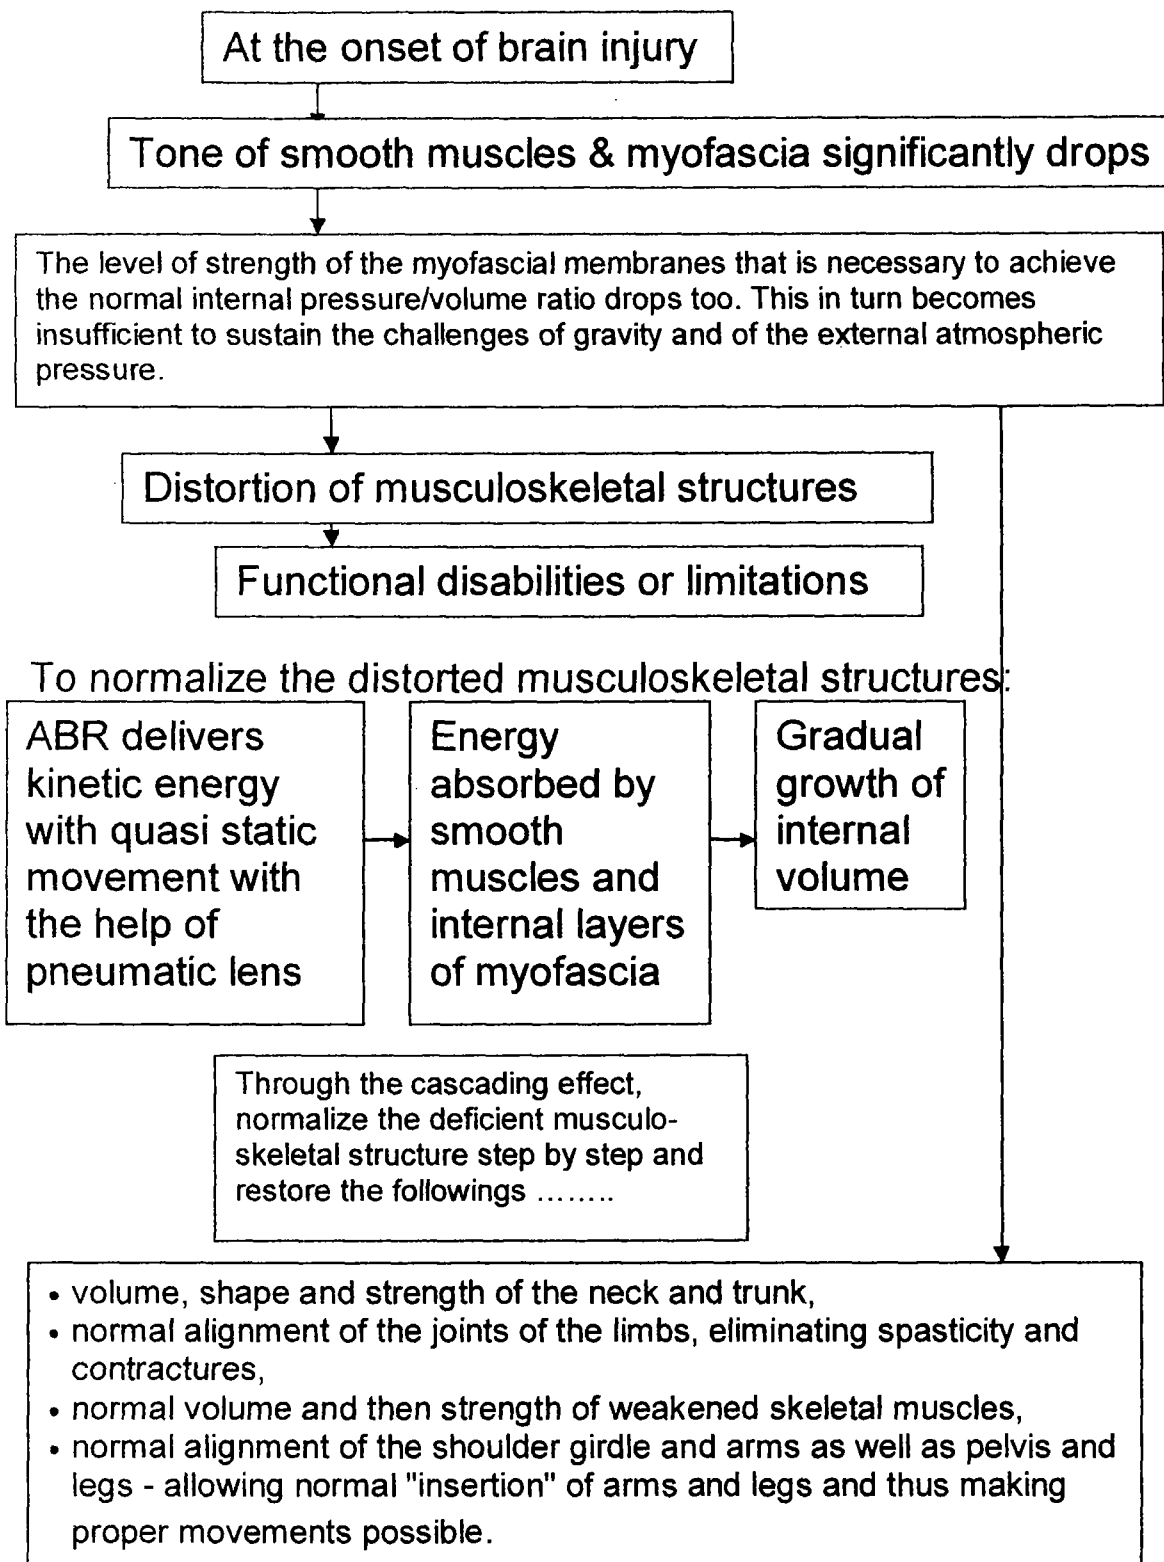 At the onset of brain injury
Tone of smooth muscles & myofascia significantly drops
The level of strength of the myofascial membranes that is necessary to achieve
the normal internal pressure/volume ratio drops too. This in turn becomes
insufficient to sustain the challenges of gravity and of the external atmospheric
pressure.
Distortion of musculoskeletal structures
Functional disabilities or limitations
To normalize the distorted musculoskeletal structures:
ABR delivers
kinetic energy
with quasi static
movement with
the help of
pneumatic lens
Energy
absorbed by
smooth
muscles and
internal layers
of myofascia
Gradual
growth of
internal
volume
Through the cascading effect,
normalize the deficient musculo-
skeletal structure step by step and
restore the followings ........
• volume, shape and strength of the neck and trunk,
• normal alignment of the joints of the limbs, eliminating spasticity and
contractures,
• normal volume and then strength of weakened skeletal muscles,
• normal alignment of the shoulder girdle and arms as well as pelvis and
legs - allowing normal "insertion" of arms and legs and thus making
proper movements possible.